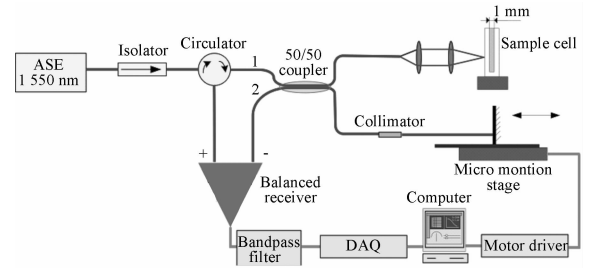 1 mm
Circulator
Isolator
50/50
coupler
Sample cell
ASE
1 550 nm
1
2
Collimator
+
-
Balanced
receiver
Micro montion
stage
Computer
Bandpass
filter
DAQ
Motor driver